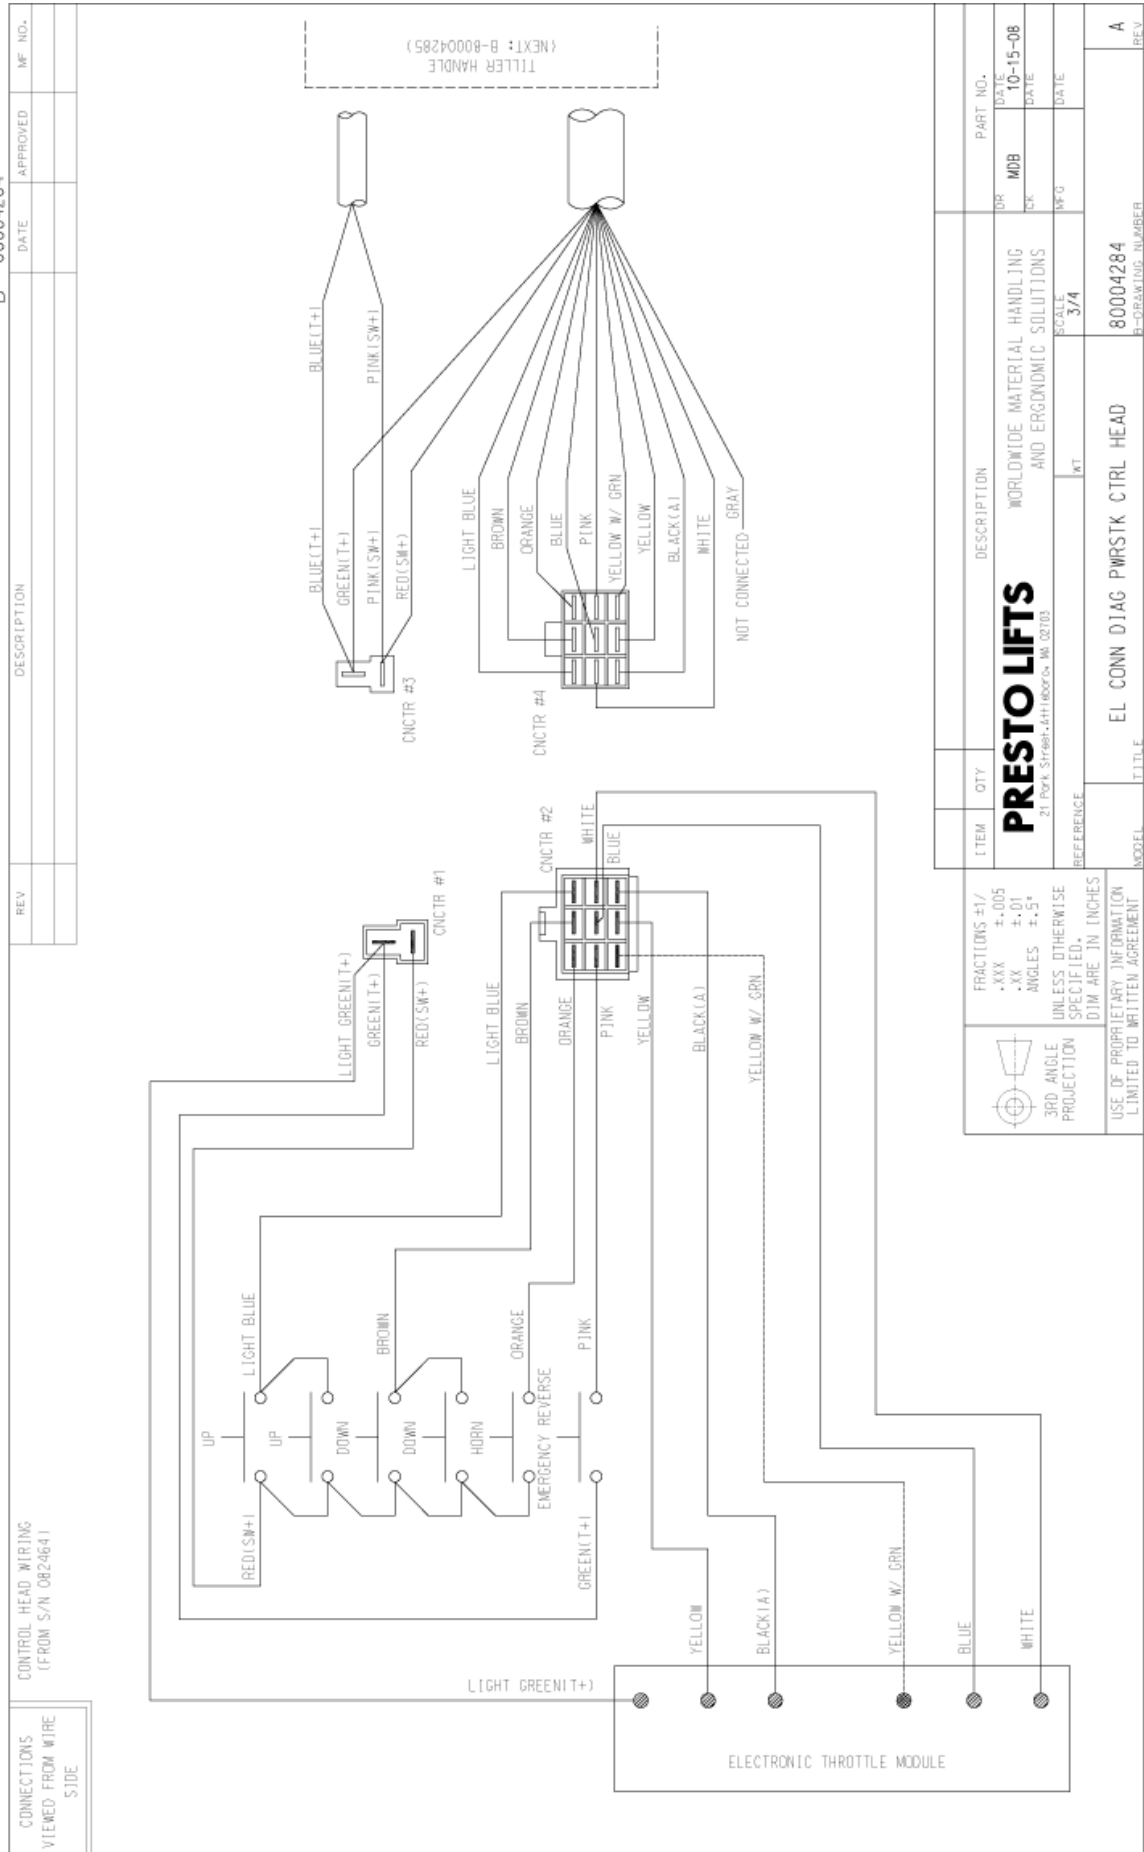 CONNECTIONS
VIEWED FROM WIRE
SIDE
CONTROL HEAD WIRING
(FROM S/N 082464)
REV
DESCRIPTION
DATE
APPROVED
MF NO.
LIGHT GREEN(T+)
GREEN(T+)
RED(SW+)
CNCTR #1
RED(SW+)
UP
LIGHT BLUE
UP
DOWN
BROWN
DOWN
HORN
ORANGE
EMERGENCY REVERSE
GREEN(T+)
PINK
LIGHT BLUE
BROWN
ORANGE
PINK
YELLOW
BLACK(A)
YELLOW W/ GRN
CNCTR #2
WHITE
BLUE
LIGHT GREEN(T+)
YELLOW
BLACK(A)
YELLOW W/ GRN
BLUE
WHITE
ELECTRONIC THROTTLE MODULE
BLUE(T+)
GREEN(T+)
PINK(SW+)
RED(SW+)
CNCTR #3
BLUE(T+)
PINK(SW+)
CNCTR #4
LIGHT BLUE
BROWN
ORANGE
BLUE
PINK
YELLOW W/ GRN
YELLOW
BLACK(A)
WHITE
GRAY
NOT CONNECTED
TILLER HANDLE
(NEXT: B-80004285)
3RD ANGLE
PROJECTION
FRACTIONS ±1/
.XXX ±.005
.XX ±.01
ANGLES ±.5°
UNLESS OTHERWISE
SPECIFIED.
DIM ARE IN INCHES
USE OF PROPRIETARY INFORMATION
LIMITED TO WRITTEN AGREEMENT
ITEM
QTY
DESCRIPTION
PART NO.
PRESTO LIFTS
21 Park Street, Attleboro, MA 02703
WORLDWIDE MATERIAL HANDLING
AND ERGONOMIC SOLUTIONS
DR
MDB
DATE
10-15-08
CK
DATE
REFERENCE
WT
SCALE
3/4
MFG
DATE
MODEL
TITLE
EL CONN DIAG PWRSTK CTRL HEAD
80004284
B-DRAWING NUMBER
A
REV